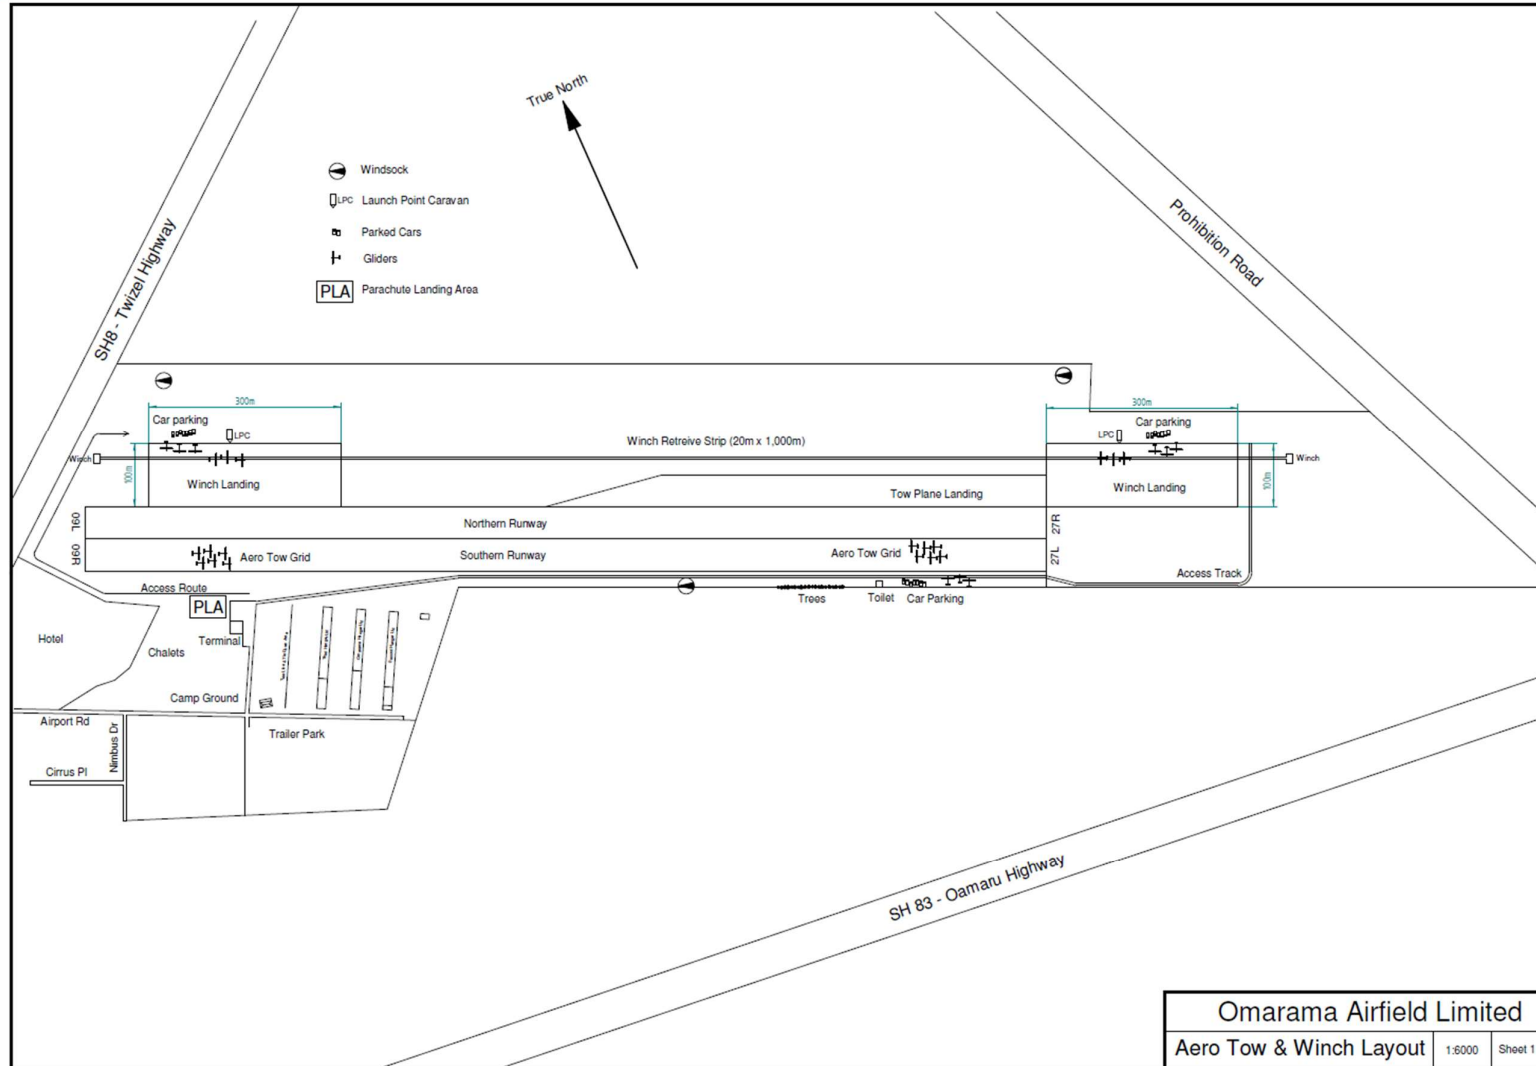 True North
Windsock
LPC Launch Point Caravan
Parked Cars
Gliders
PLA Parachute Landing Area
SH8 - Twizel Highway
Prohibition Road
300m
300m
Car parking
LPC
Winch Retreive Strip (20m x 1,000m)
LPC
Car parking
Winch
Winch
100m
Winch Landing
Tow Plane Landing
Winch Landing
100m
09L
Northern Runway
27R
09R
Aero Tow Grid
Southern Runway
Aero Tow Grid
27L
Access Track
Access Route
PLA
Trees
Toilet
Car Parking
Hotel
Terminal
Chalets
Camp Ground
Airport Rd
Nimbus Dr
Trailer Park
Cirrus Pl
SH 83 - Oamaru Highway
Omarama Airfield Limited
Aero Tow & Winch Layout
1:6000
Sheet 1